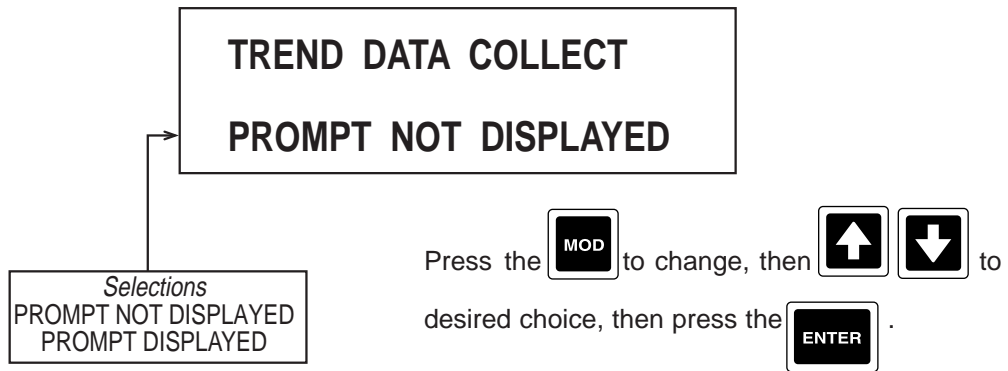 TREND DATA COLLECT
PROMPT NOT DISPLAYED
Selections
PROMPT NOT DISPLAYED
PROMPT DISPLAYED
Press the MOD to change, then to
desired choice, then press the ENTER .